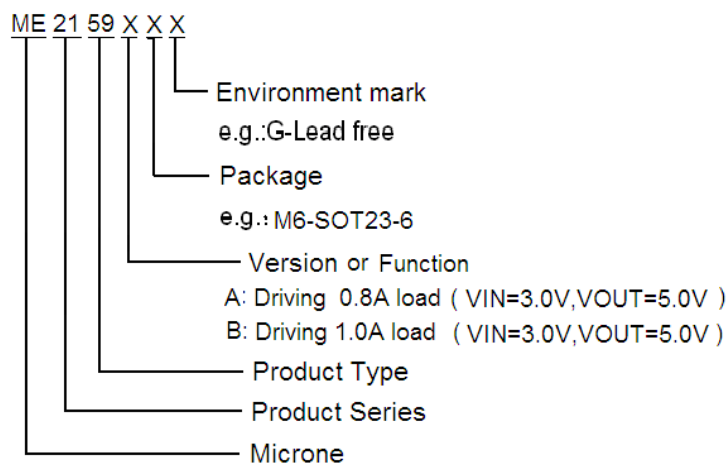 ME 21 59 X X X
Environment mark
e.g.:G-Lead free
Package
e.g.: M6-SOT23-6
Version or Function
A: Driving 0.8A load ( VIN=3.0V,VOUT=5.0V )
B: Driving 1.0A load ( VIN=3.0V,VOUT=5.0V )
Product Type
Product Series
Microne